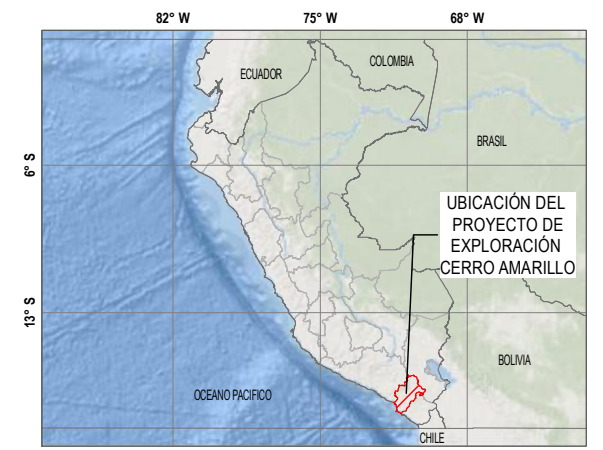 82° W
75° W
68° W
COLOMBIA
ECUADOR
BRASIL
6° S
UBICACIÓN DEL
PROYECTO DE
EXPLORACIÓN
CERRO AMARILLO
13° S
BOLIVIA
OCEANO PACIFICO
CHILE